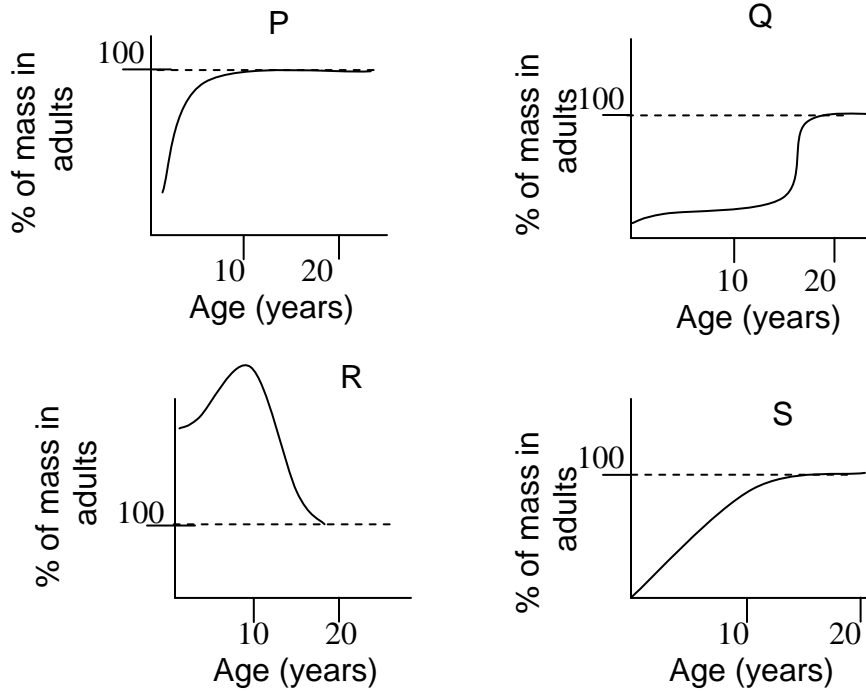 P
100
% of mass in
adults
10
20
Age (years)
Q
100
% of mass in
adults
10
20
Age (years)
R
100
% of mass in
adults
10
20
Age (years)
S
100
% of mass in
adults
10
20
Age (years)